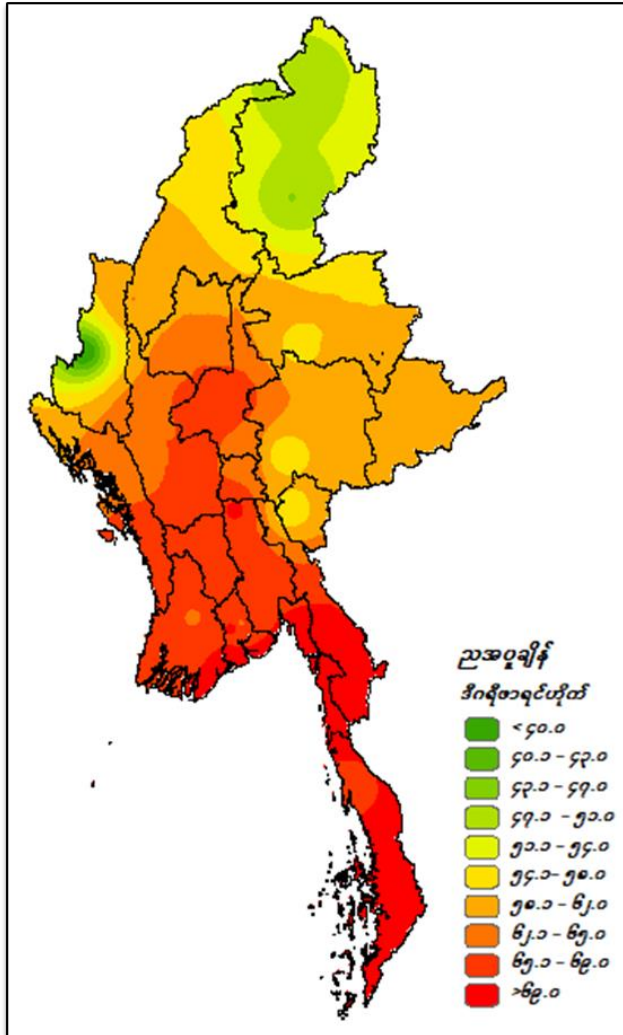 ညအပူချိန်
ဒီဂရီဖာရင်ဟိုက်
<၄၀.၀
၄၀.၁ - ၄၃.၀
၄၃.၁ - ၄၇.၀
၄၇.၁ - ၅၁.၀
၅၁.၁ - ၅၄.၀
၅၄.၁- ၅၈.၀
၅၈.၁ - ၆၂.၀
၆၂.၁ - ၆၅.၀
၆၅.၁ - ၆၉.၀
>၆၉.၀